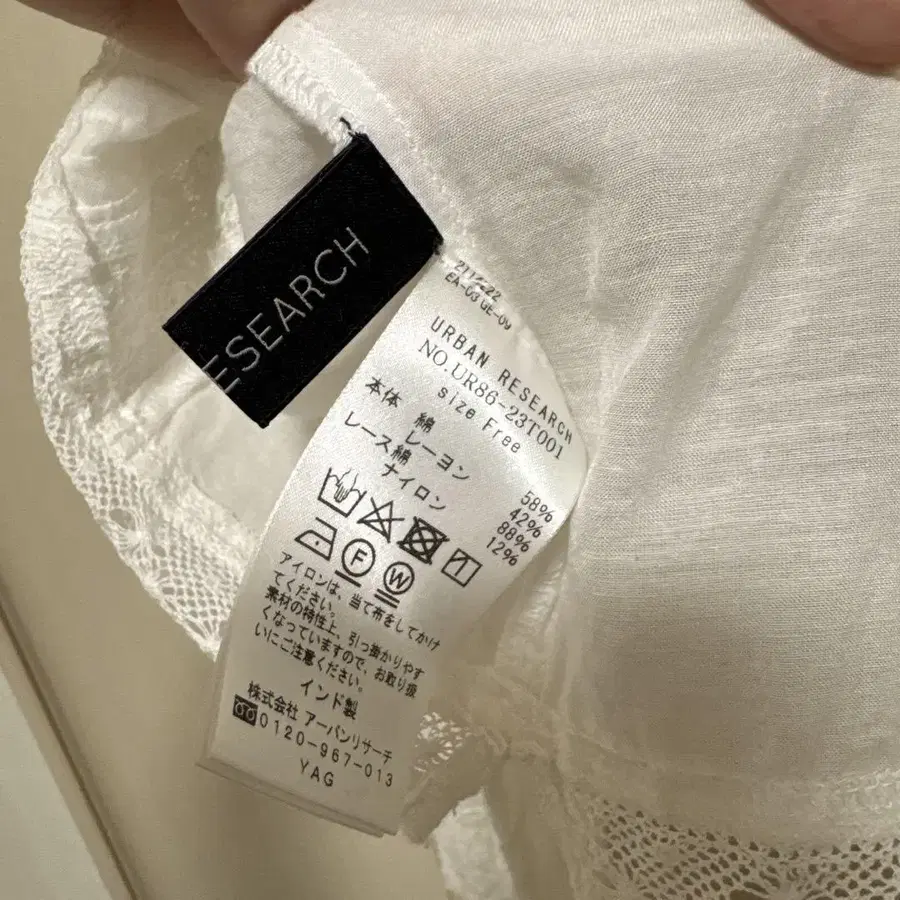 ESEARCH
EA-03 GE-09
URBAN RESEARCH
NO.UR86-23T001
size Free
本体 綿 58%
レーヨン 42%
レース綿 88%
ナイロン 12%
F W
アイロンは、当て布をしてかけ
てください。
素材の特性上、引っ掛かりやす
くなっていますので、お取り扱
いにご注意ください。
インド製
株式会社 アーバンリサーチ
0120-967-013
YAG